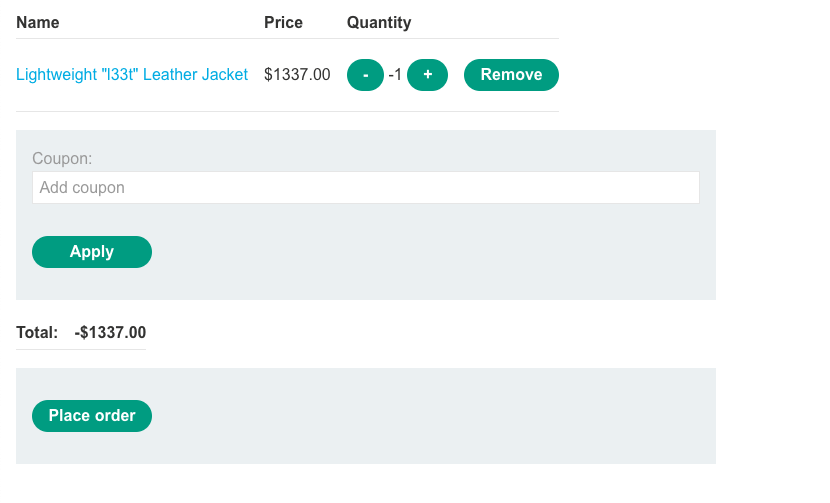 Name Price Quantity
Lightweight "l33t" Leather Jacket $1337.00 - -1 + Remove
Coupon:
Add coupon
Apply
Total: -$1337.00
Place order